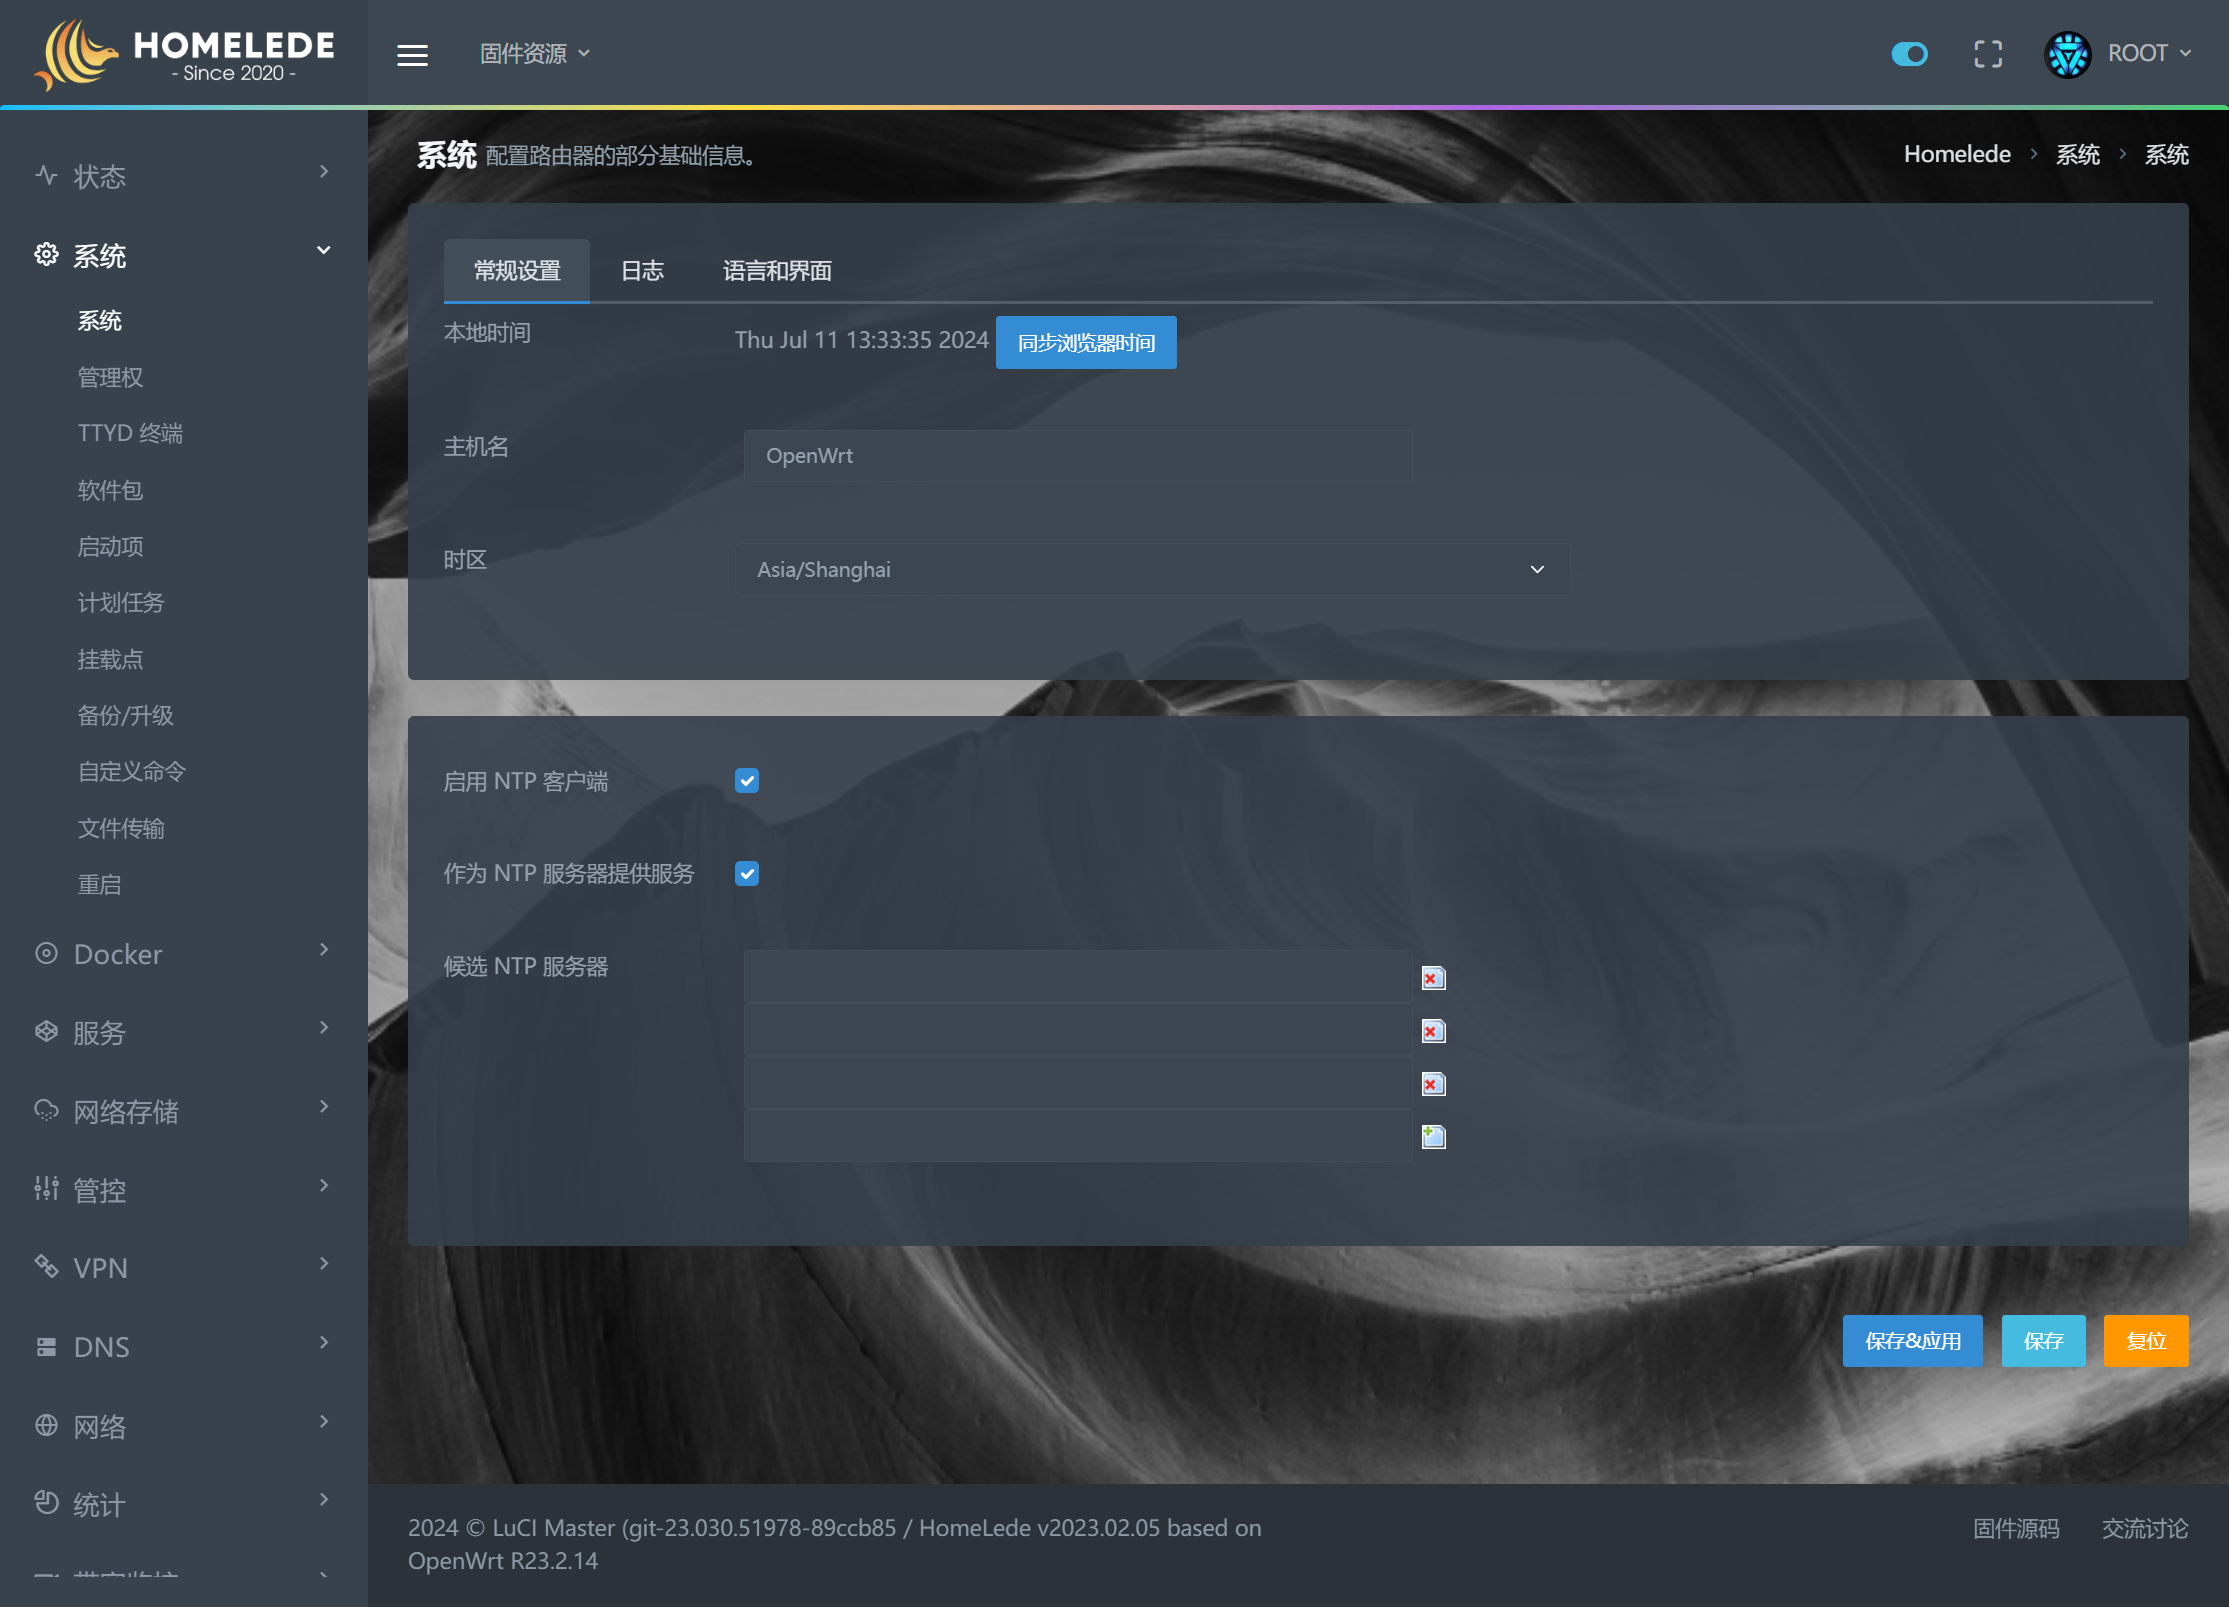 HOMELEDE
- Since 2020 -
固件资源
ROOT
状态
系统
系统
管理权
TTYD 终端
软件包
启动项
计划任务
挂载点
备份/升级
自定义命令
文件传输
重启
Docker
服务
网络存储
管控
VPN
DNS
网络
统计
系统 配置路由器的部分基础信息。
Homelede › 系统 › 系统
常规设置 日志 语言和界面
本地时间 Thu Jul 11 13:33:35 2024 同步浏览器时间
主机名 OpenWrt
时区 Asia/Shanghai
启用 NTP 客户端
作为 NTP 服务器提供服务
候选 NTP 服务器
保存&应用 保存 复位
2024 © LuCI Master (git-23.030.51978-89ccb85 / HomeLede v2023.02.05 based on
OpenWrt R23.2.14
固件源码 交流讨论